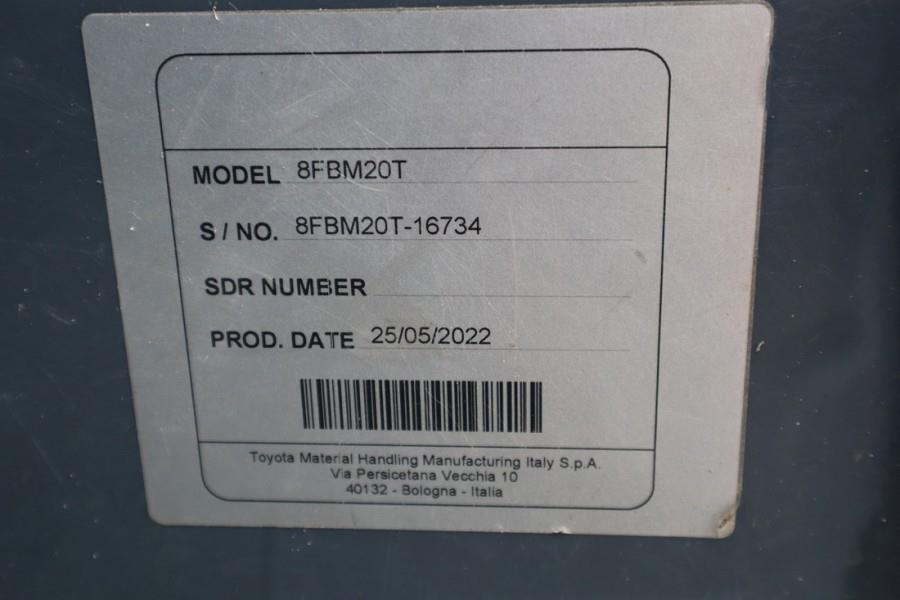 MODEL 8FBM20T
S / NO. 8FBM20T-16734
SDR NUMBER
PROD. DATE 25/05/2022
Toyota Material Handling Manufacturing Italy S.p.A.
Via Persicetana Vecchia 10
40132 - Bologna - Italia